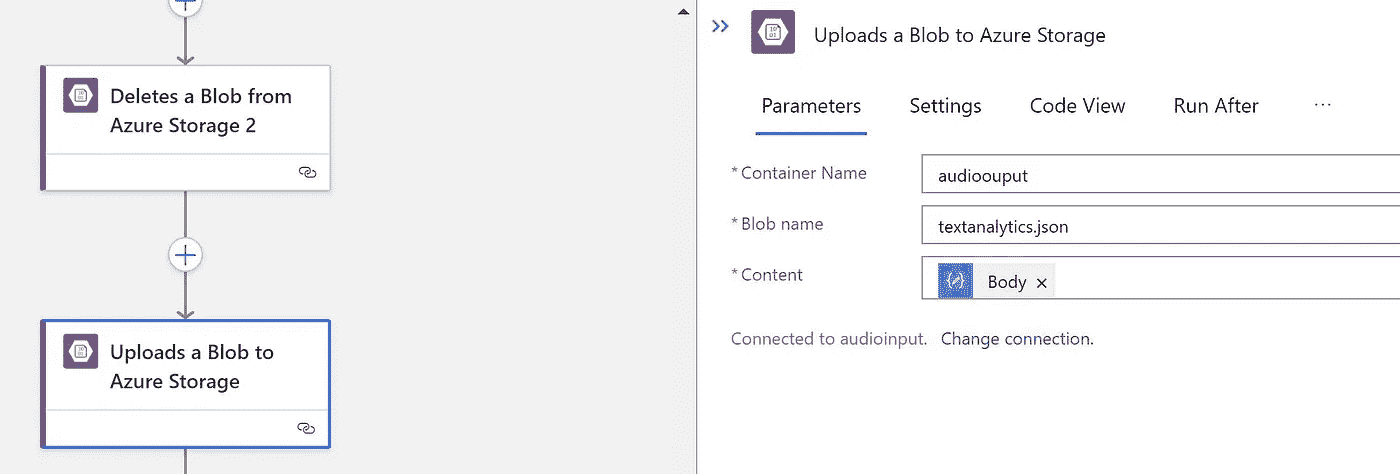 Deletes a Blob from
Azure Storage 2
Uploads a Blob to
Azure Storage
Uploads a Blob to Azure Storage
Parameters Settings Code View Run After ...
* Container Name audioouput
* Blob name textanalytics.json
* Content Body ×
Connected to audioinput. Change connection.